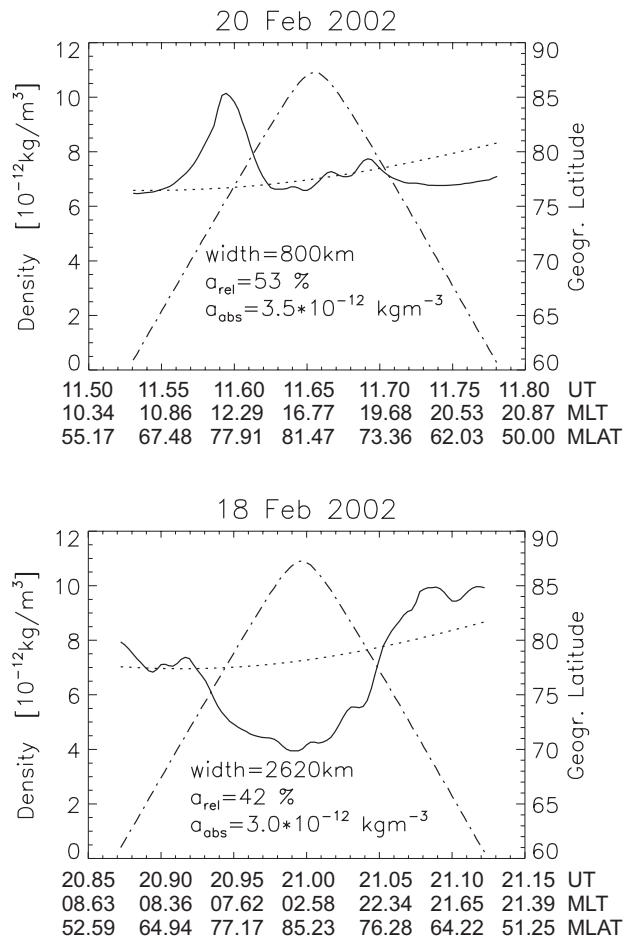 20 Feb 2002
12
10
8
6
4
2
0
Density [10⁻¹²kg/m³]
90
85
80
75
70
65
60
Geogr. Latitude
width=800km
a_rel=53 %
a_abs=3.5*10⁻¹² kgm⁻³
11.50 11.55 11.60 11.65 11.70 11.75 11.80 UT
10.34 10.86 12.29 16.77 19.68 20.53 20.87 MLT
55.17 67.48 77.91 81.47 73.36 62.03 50.00 MLAT
18 Feb 2002
12
10
8
6
4
2
0
Density [10⁻¹²kg/m³]
90
85
80
75
70
65
60
Geogr. Latitude
width=2620km
a_rel=42 %
a_abs=3.0*10⁻¹² kgm⁻³
20.85 20.90 20.95 21.00 21.05 21.10 21.15 UT
08.63 08.36 07.62 02.58 22.34 21.65 21.39 MLT
52.59 64.94 77.17 85.23 76.28 64.22 51.25 MLAT